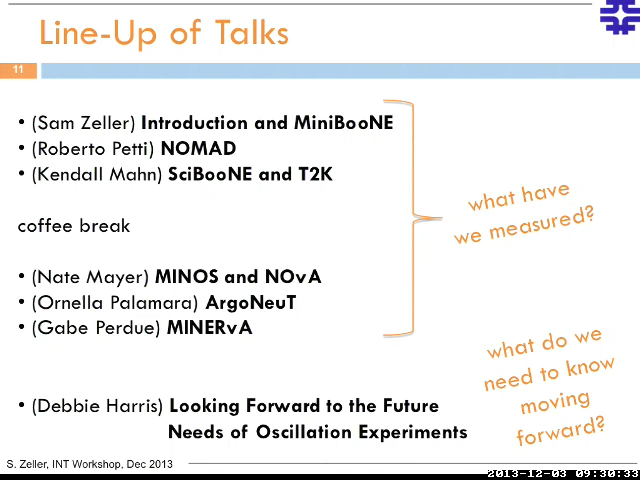 Line-Up of Talks
11
• (Sam Zeller) Introduction and MiniBooNE
• (Roberto Petti) NOMAD
• (Kendall Mahn) SciBooNE and T2K
what have
we measured?
coffee break
• (Nate Mayer) MINOS and NOvA
• (Ornella Palamara) ArgoNeuT
• (Gabe Perdue) MINERvA
what do we
need to know
moving
forward?
• (Debbie Harris) Looking Forward to the Future
Needs of Oscillation Experiments
S. Zeller, INT Workshop, Dec 2013
2013-12-03 09:30:33